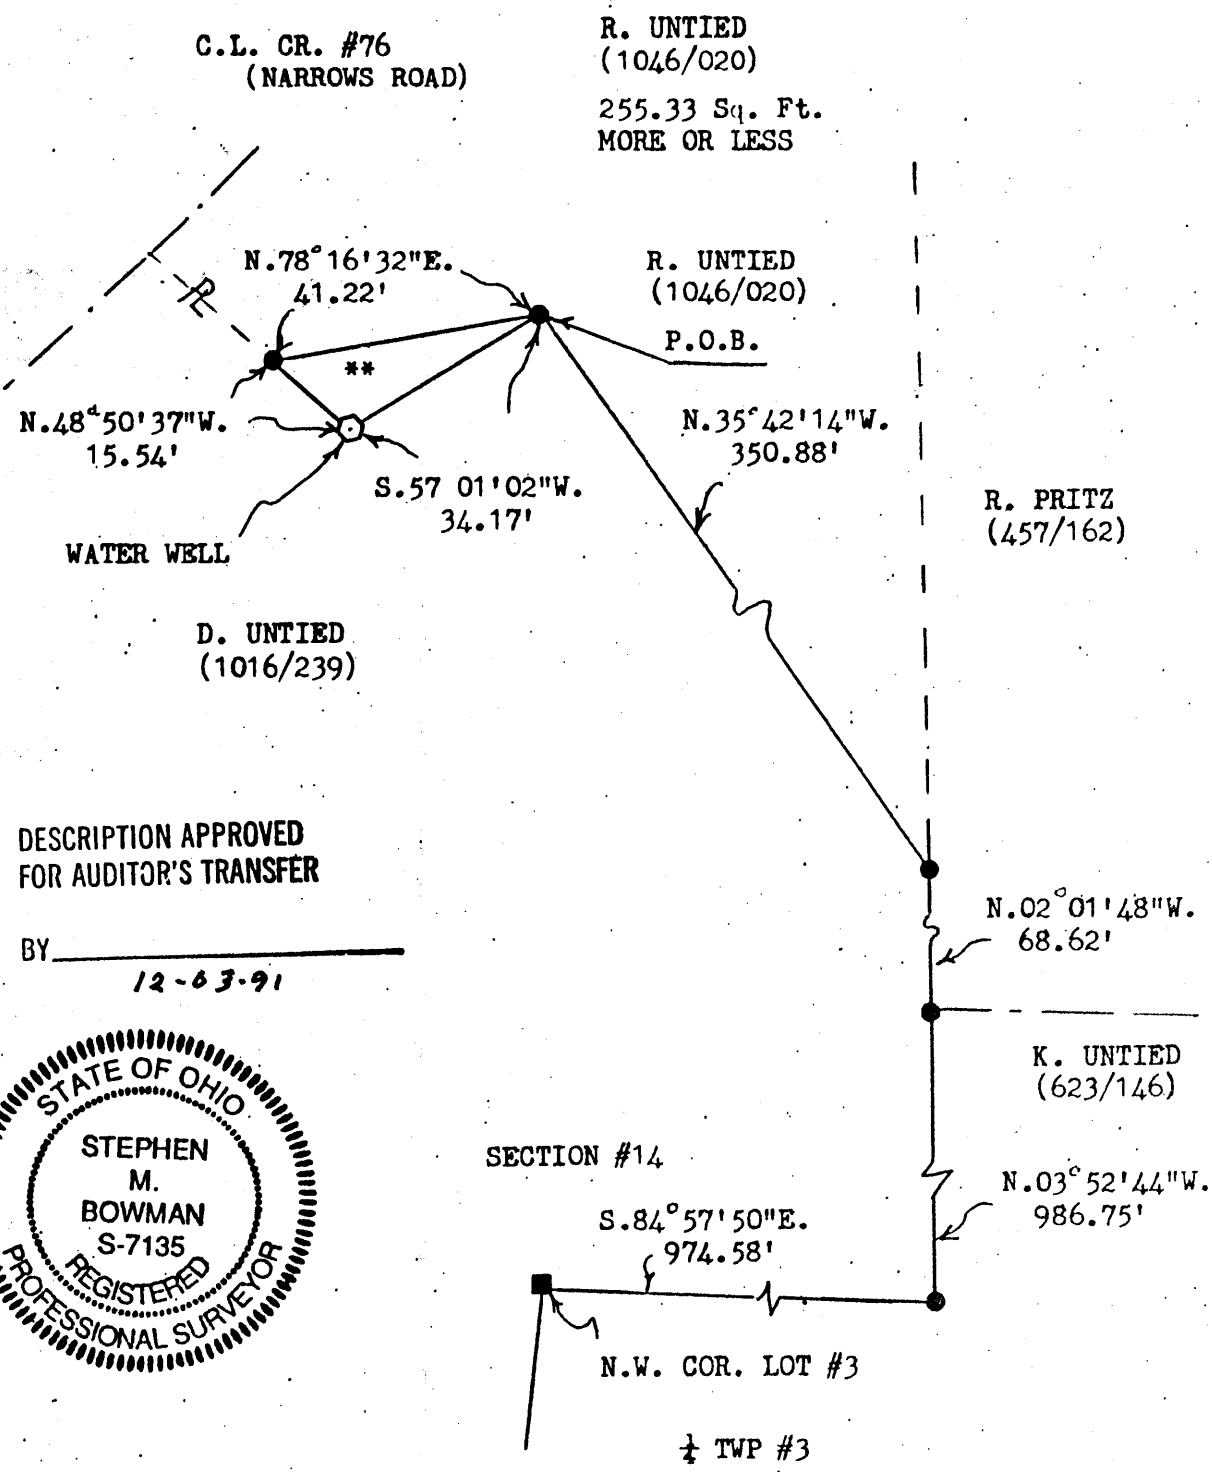 C.L. CR. #76
(NARROWS ROAD)
R. UNTIED
(1046/020)
255.33 Sq. Ft.
MORE OR LESS
N.78°16'32"E.
41.22'
R. UNTIED
(1046/020)
P.O.B.
PL
**
N.48°50'37"W.
15.54'
N.35°42'14"W.
350.88'
S.57 01'02"W.
34.17'
WATER WELL
R. PRITZ
(457/162)
D. UNTIED
(1016/239)
DESCRIPTION APPROVED
FOR AUDITOR'S TRANSFER
BY
12-03-91
N.02°01'48"W.
68.62'
K. UNTIED
(623/146)
STATE OF OHIO
STEPHEN
M.
BOWMAN
S-7135
REGISTERED
PROFESSIONAL SURVEYOR
SECTION #14
N.03°52'44"W.
986.75'
S.84°57'50"E.
974.58'
N.W. COR. LOT #3
¼ TWP #3